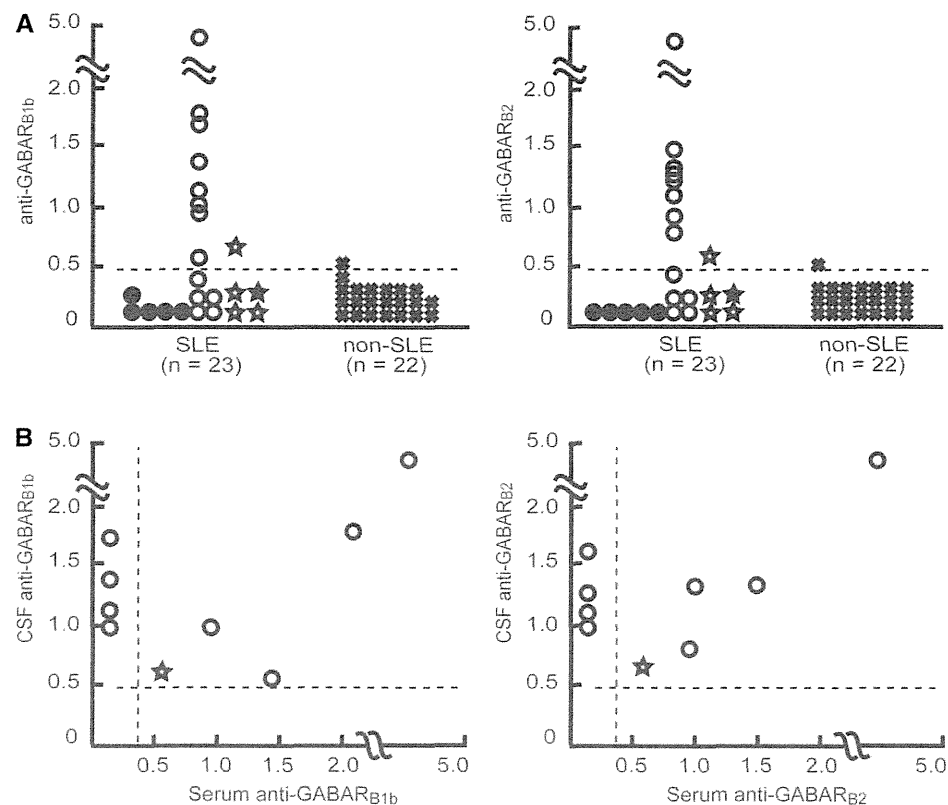 A
anti-GABARB1b
5.0
2.0
1.5
1.0
0.5
0
SLE
(n = 23)
non-SLE
(n = 22)
anti-GABARB2
5.0
2.0
1.5
1.0
0.5
0
SLE
(n = 23)
non-SLE
(n = 22)
B
CSF anti-GABARB1b
5.0
2.0
1.5
1.0
0.5
0
0.5 1.0 1.5 2.0 5.0
Serum anti-GABARB1b
CSF anti-GABARB2
5.0
2.0
1.5
1.0
0.5
0
0.5 1.0 1.5 2.0 5.0
Serum anti-GABARB2